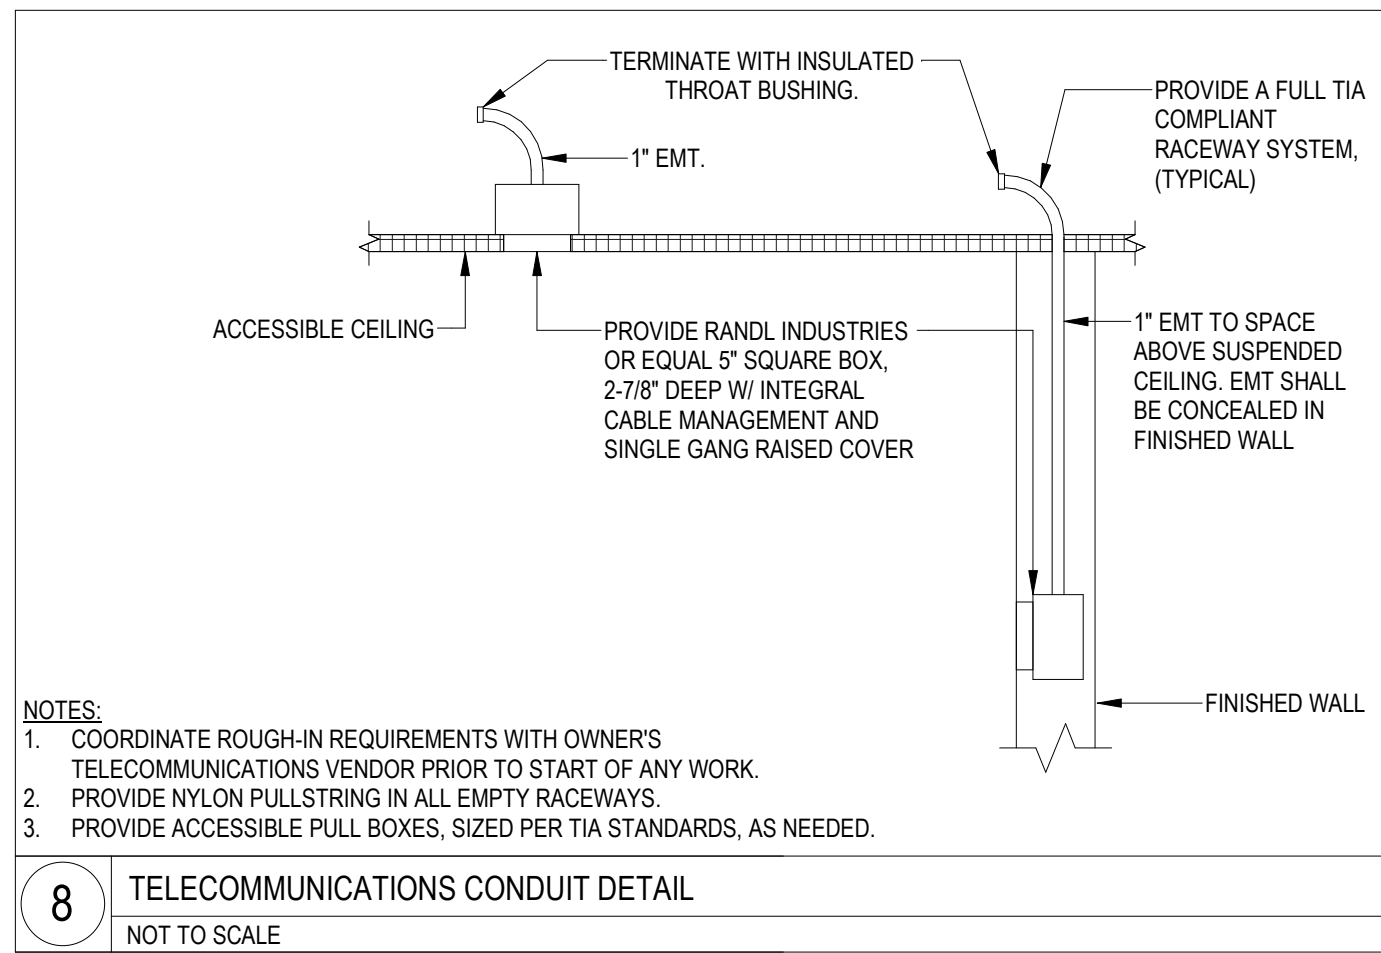 TERMINATE WITH INSULATED
THROAT BUSHING.
PROVIDE A FULL TIA
COMPLIANT
RACEWAY SYSTEM,
(TYPICAL)
1" EMT.
ACCESSIBLE CEILING
PROVIDE RANDL INDUSTRIES
OR EQUAL 5" SQUARE BOX,
2-7/8" DEEP W/ INTEGRAL
CABLE MANAGEMENT AND
SINGLE GANG RAISED COVER
1" EMT TO SPACE
ABOVE SUSPENDED
CEILING. EMT SHALL
BE CONCEALED IN
FINISHED WALL
FINISHED WALL
NOTES:
1. COORDINATE ROUGH-IN REQUIREMENTS WITH OWNER'S
TELECOMMUNICATIONS VENDOR PRIOR TO START OF ANY WORK.
2. PROVIDE NYLON PULLSTRING IN ALL EMPTY RACEWAYS.
3. PROVIDE ACCESSIBLE PULL BOXES, SIZED PER TIA STANDARDS, AS NEEDED.
8
TELECOMMUNICATIONS CONDUIT DETAIL
NOT TO SCALE